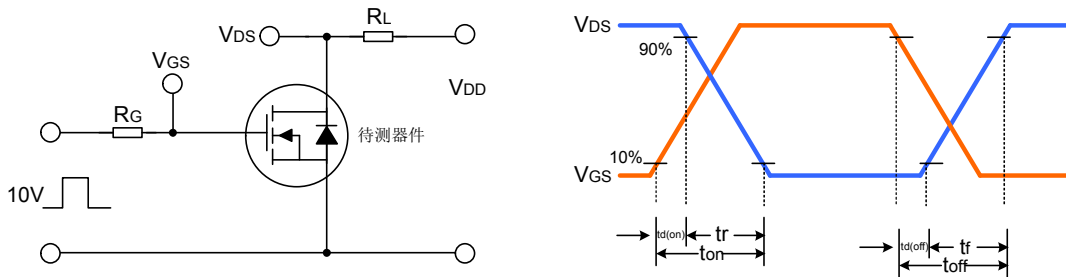 RL
VDS
VGS
VDD
RG
待测器件
10V
VDS
90%
10%
VGS
td(on)
tr
ton
td(off)
tf
toff